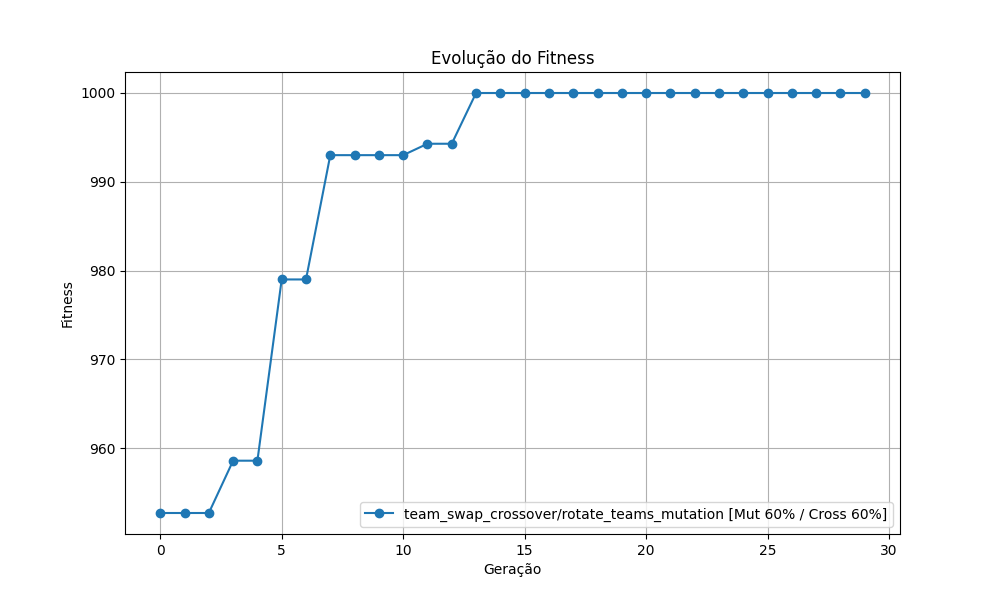 Evolução do Fitness
Fitness
1000
990
980
970
960
0 5 10 15 20 25 30
Geração
team_swap_crossover/rotate_teams_mutation [Mut 60% / Cross 60%]